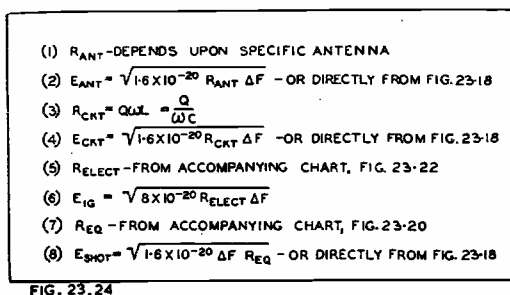 (1) RANT-DEPENDS UPON SPECIFIC ANTENNA
(2) EANT= √1·6X10⁻²⁰ RANT ΔF - OR DIRECTLY FROM FIG. 23-18
(3) RCKT= QωL = Q/ωC
(4) ECKT= √1·6X10⁻²⁰ RCKT ΔF -OR DIRECTLY FROM FIG. 23-18
(5) RELECT-FROM ACCOMPANYING CHART, FIG. 23-22
(6) EIG = √8X10⁻²⁰ RELECT ΔF
(7) REQ -FROM ACCOMPANYING CHART, FIG. 23-20
(8) ESHOT= √1·6X10⁻²⁰ ΔF REQ - OR DIRECTLY FROM FIG. 23-18
FIG. 23.24